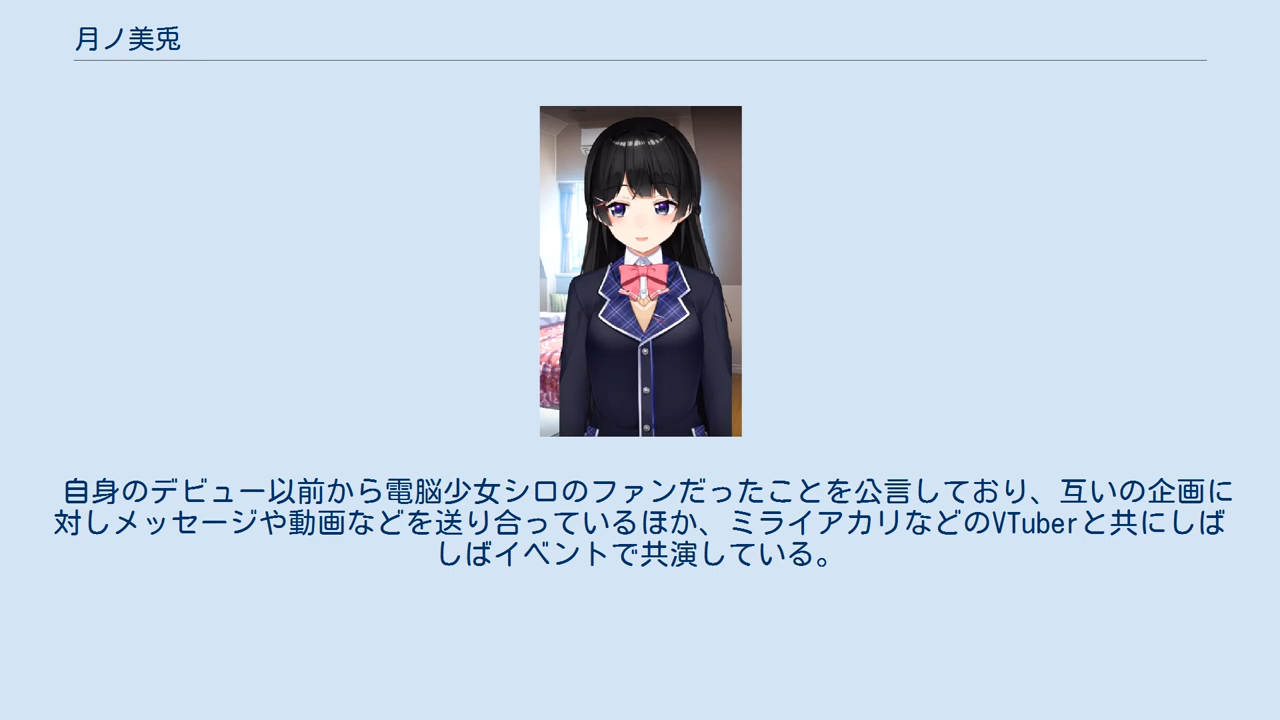 月ノ美兎
自身のデビュー以前から電脳少女シロのファンだったことを公言しており、互いの企画に
対しメッセージや動画などを送り合っているほか、ミライアカリなどのVTuberと共にしば
しばイベントで共演している。